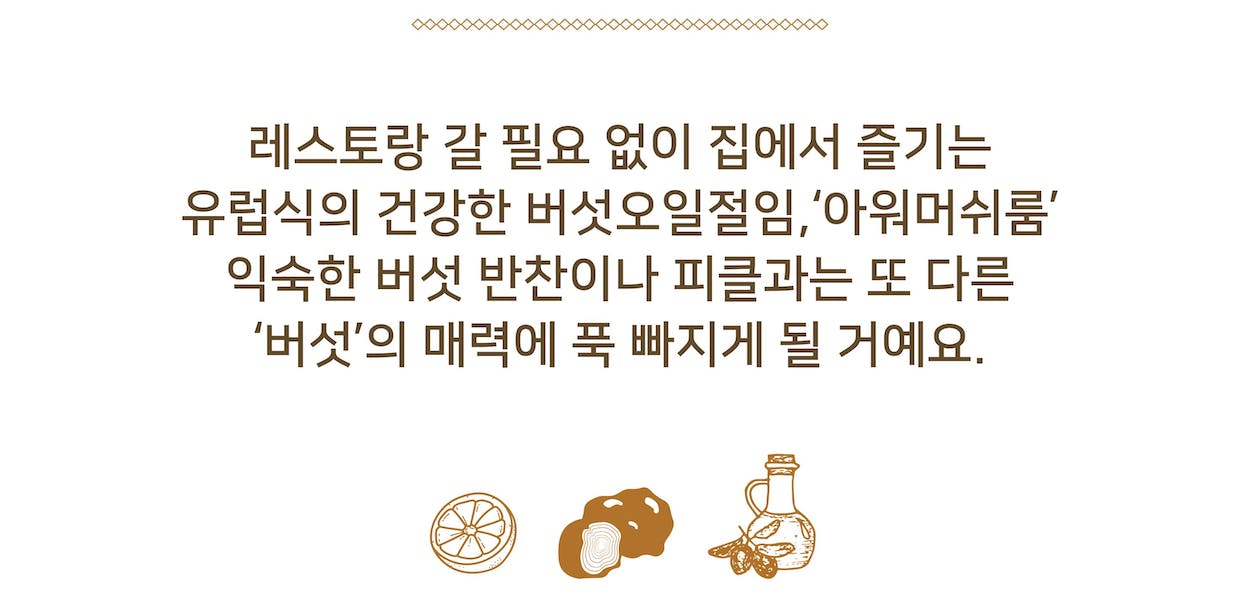 레스토랑 갈 필요 없이 집에서 즐기는
유럽식의 건강한 버섯오일절임,‘아워머쉬룸’
익숙한 버섯 반찬이나 피클과는 또 다른
‘버섯’의 매력에 푹 빠지게 될 거예요.